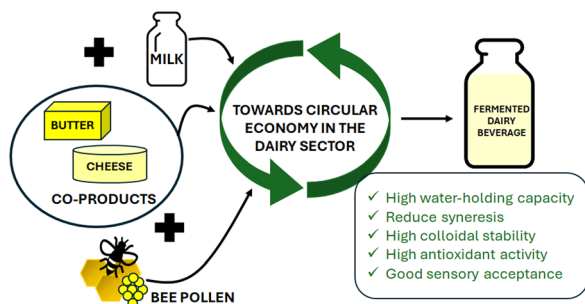 MILK
BUTTER
CHEESE
CO-PRODUCTS
BEE POLLEN
TOWARDS CIRCULAR
ECONOMY IN THE
DAIRY SECTOR
FERMENTED
DAIRY
BEVERAGE
✓ High water-holding capacity
✓ Reduce syneresis
✓ High colloidal stability
✓ High antioxidant activity
✓ Good sensory acceptance